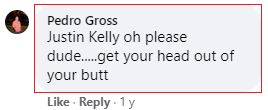 Pedro Gross
Justin Kelly oh please
dude.....get your head out of
your butt
Like · Reply · 1 y